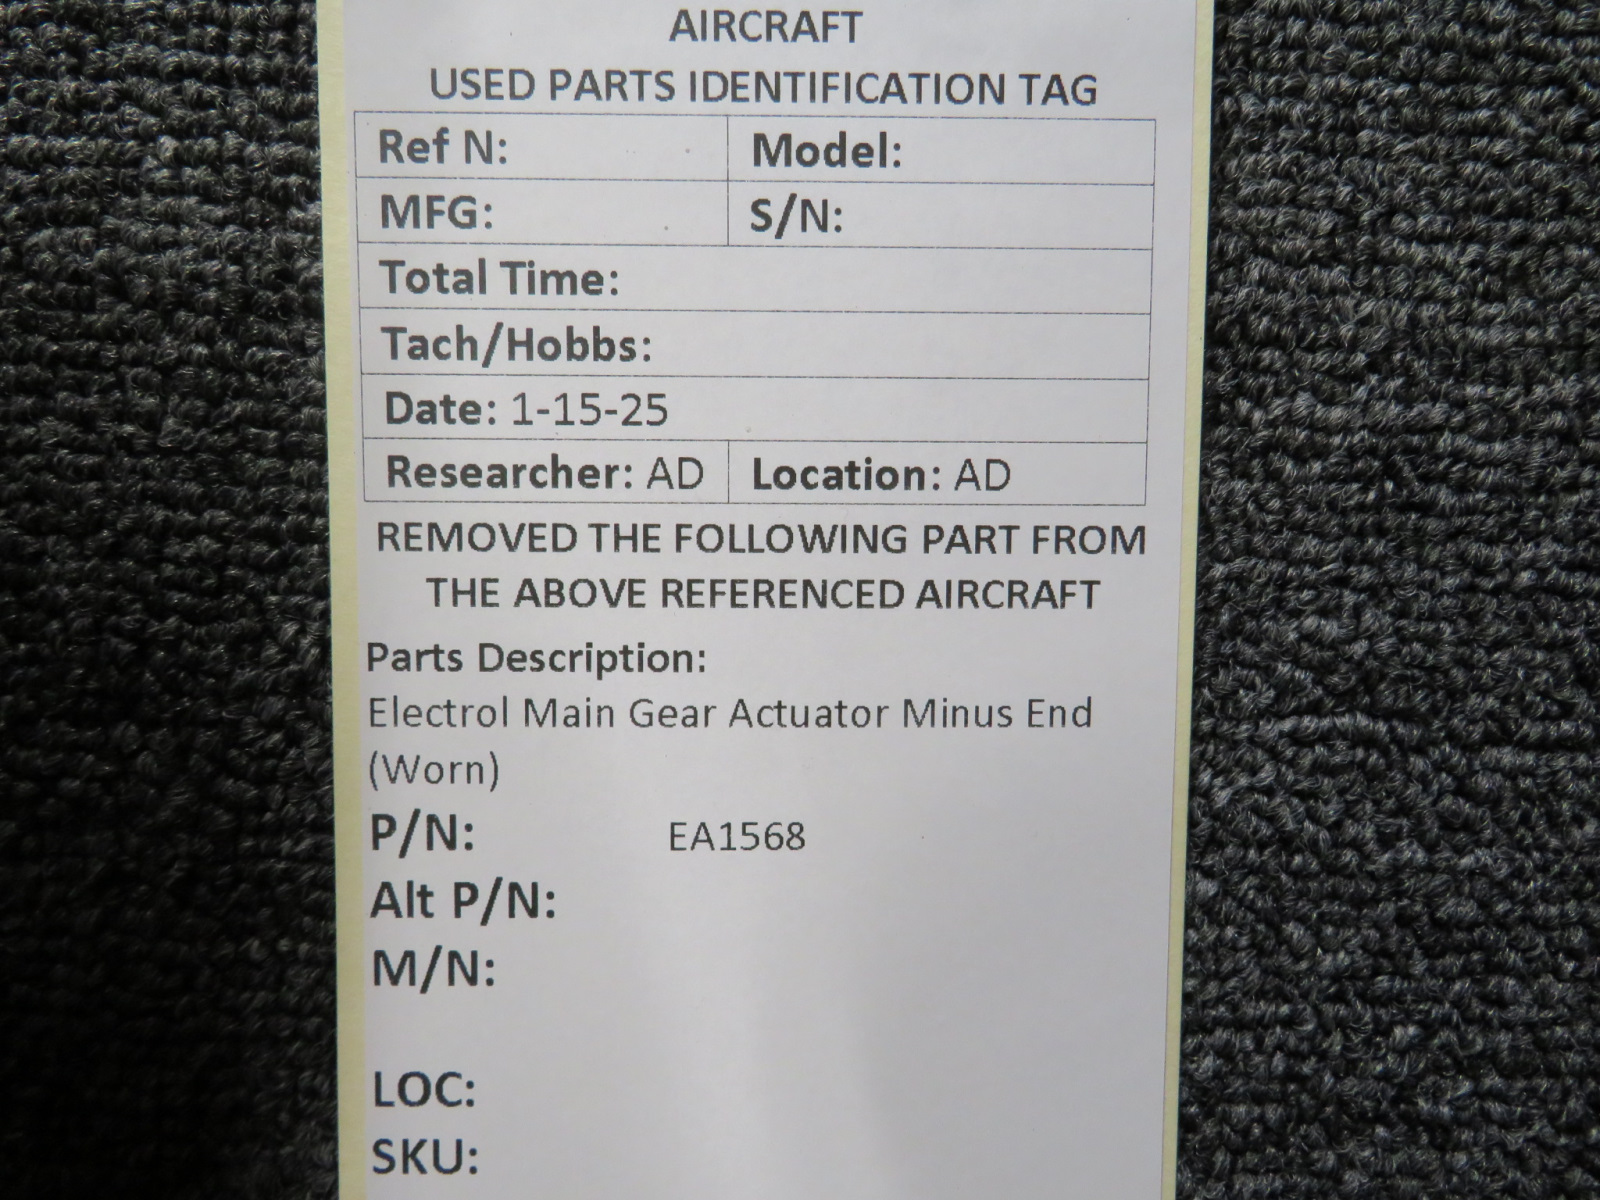 AIRCRAFT
USED PARTS IDENTIFICATION TAG
Ref N: Model:
MFG: S/N:
Total Time:
Tach/Hobbs:
Date: 1-15-25
Researcher: AD Location: AD
REMOVED THE FOLLOWING PART FROM
THE ABOVE REFERENCED AIRCRAFT
Parts Description:
Electrol Main Gear Actuator Minus End
(Worn)
P/N: EA1568
Alt P/N:
M/N:
LOC:
SKU: